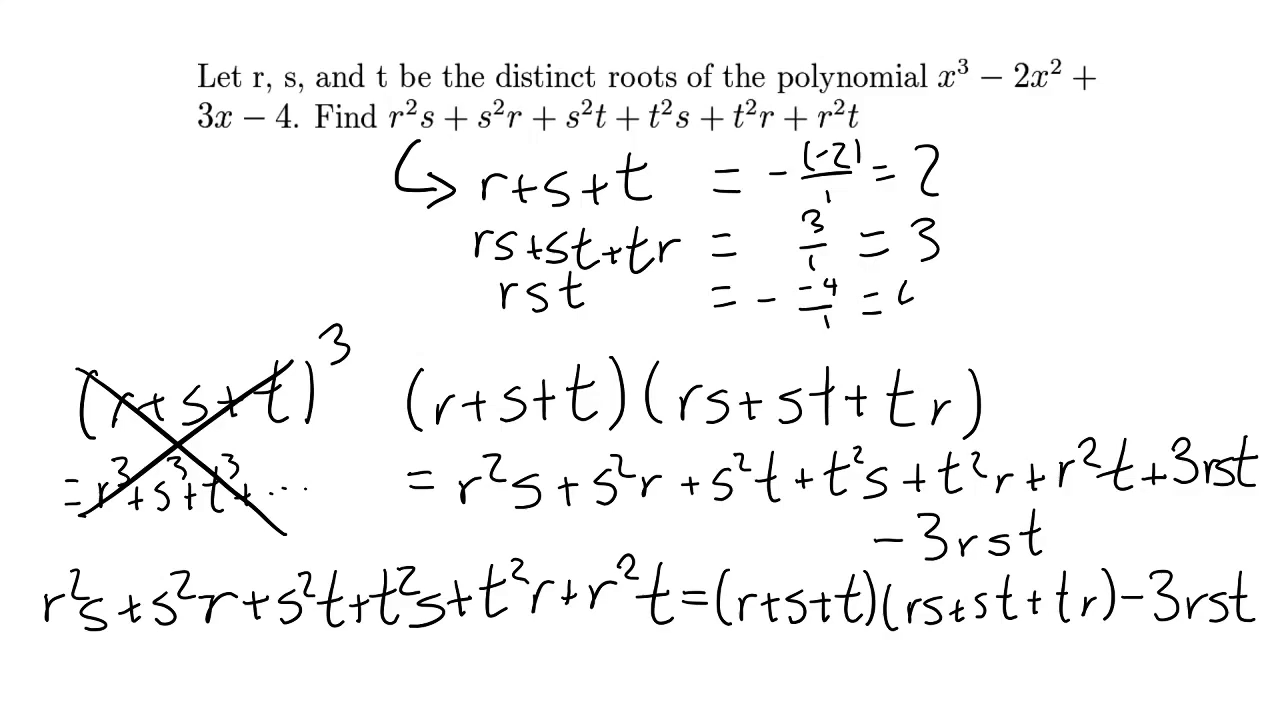 Let r, s, and t be the distinct roots of the polynomial x³ − 2x² +
3x − 4. Find r²s + s²r + s²t + t²s + t²r + r²t
r+s+t = -(-2)/1 = 2
rs+st+tr = 3/1 = 3
rst = - -4/1 =
(r+s+t)³
= r³+s³+t³+...
(r+s+t)(rs+st+tr)
= r²s+s²r+s²t+t²s+t²r+r²t+3rst
-3rst
r²s+s²r+s²t+t²s+t²r+r²t=(r+s+t)(rs+st+tr)-3rst